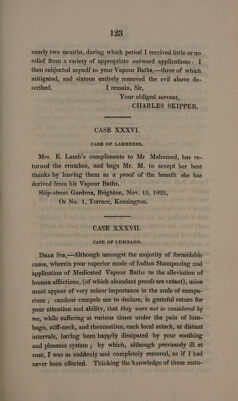 123
nearly two months, during which period I received little or no
relief from a variety of appropriate outward applications: I
then subjected myself to your Vapour Baths,—three of which
mitigated, and sixteen entirely removed the evil above de-
scribed. I remain, Sir,
Your obliged servant,
CHARLES SKIPPER.
CASE XXXVI.
CASE OF LAMENESS.
Mrs. E. Lamb's compliments to Mr Mahomed, has re-
turned the crutches, and begs Mr. M. to accept her best
thanks by leaving them as a proof of the benefit she has
derived from his Vapour Baths.
Ship-street Gardens, Brighton, Nov. 15, 1825,
Or No. 1, Terrace, Kensington.
CASE XXXVII.
CASE OF LUMBAGO.
DEAR SIR,—Although amongst the majority of formidable
cases, wherein your superior mode of Indian Shampooing and
application of Medicated Vapour Baths to the alleviation of
human afflictions, (of which abundant proofs are extant), mine
must appear of very minor importance in the scale of compa-
rison; candour compels me to declare, in grateful return for
your attention and ability, that they were not so considered by
me, while suffering at various times under the pain of lum-
bago, stiff-neck, and rheumatism, each local attack, at distant
intervals, having been happily dissipated by your soothing
and pleasant system; by which, although previously ill at
ease, I was as suddenly and completely restored, as if I had
never been affected. Thinking the knowledge of these resto-